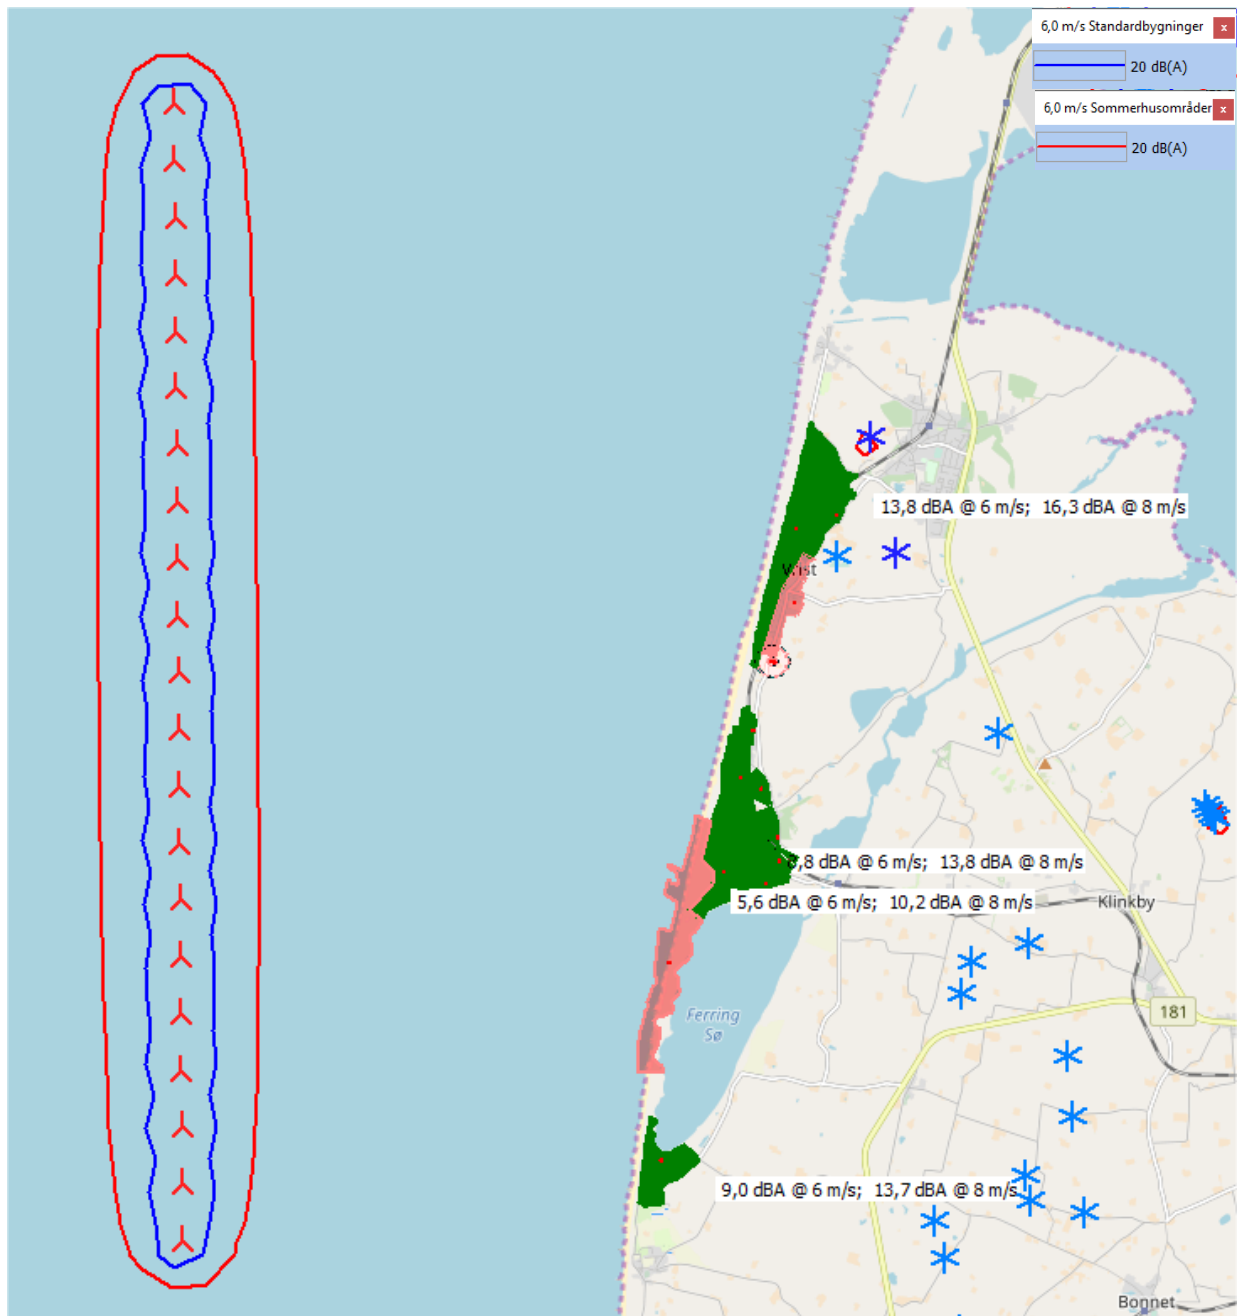 6,0 m/s Standardbygninger x
20 dB(A)
6,0 m/s Sommerhusområder x
20 dB(A)
13,8 dBA @ 6 m/s; 16,3 dBA @ 8 m/s
Vrist
,8 dBA @ 6 m/s; 13,8 dBA @ 8 m/s
5,6 dBA @ 6 m/s; 10,2 dBA @ 8 m/s
Klinkby
181
Ferring
Sø
9,0 dBA @ 6 m/s; 13,7 dBA @ 8 m/s
Bonnet